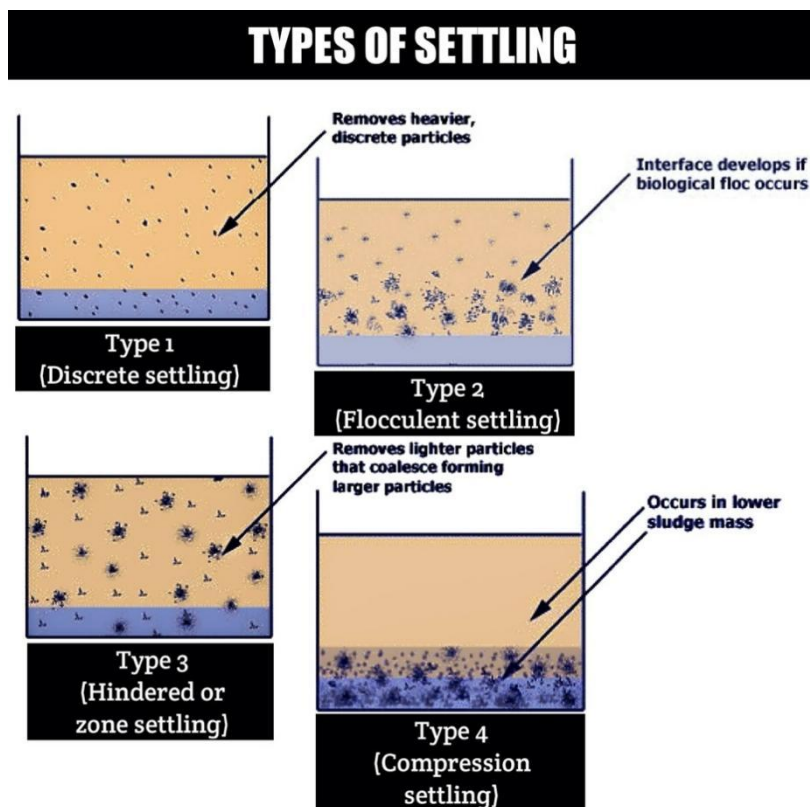 TYPES OF SETTLING
Removes heavier,
discrete particles
Type 1
(Discrete settling)
Interface develops if
biological floc occurs
Type 2
(Flocculent settling)
Removes lighter particles
that coalesce forming
larger particles
Type 3
(Hindered or
zone settling)
Occurs in lower
sludge mass
Type 4
(Compression
settling)